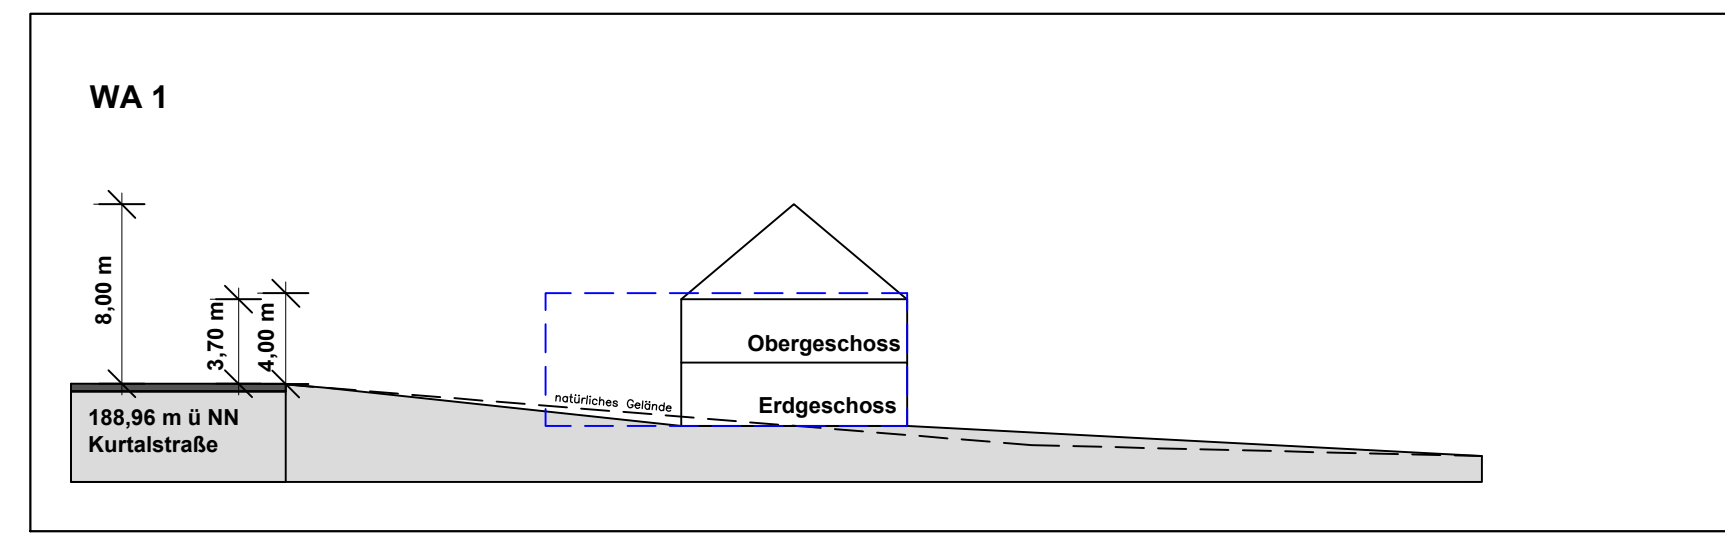 WA 1
8,00 m
3,70 m
4,00 m
Obergeschoss
natürliches Gelände
Erdgeschoss
188,96 m ü NN
Kurtalstraße